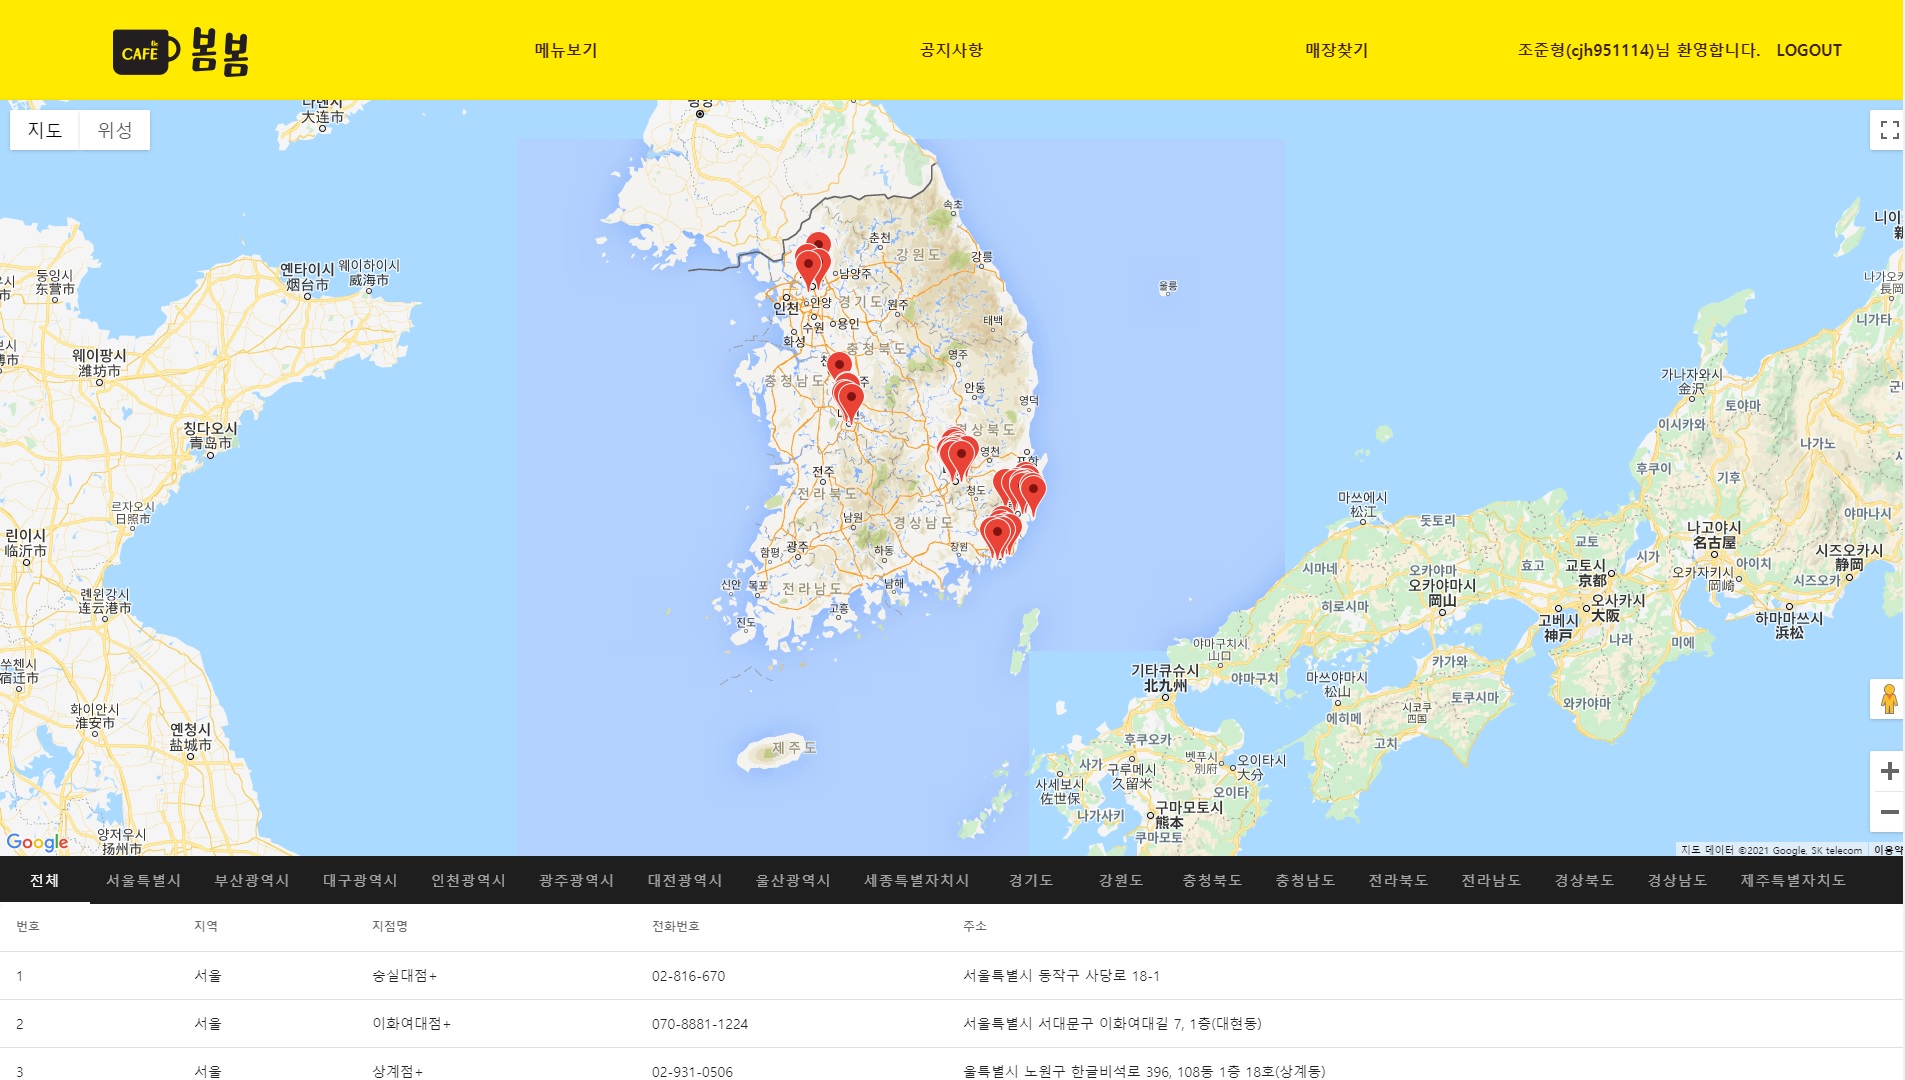 CAFÉ 봄봄
메뉴보기
공지사항
매장찾기
조준형(cjh951114)님 환영합니다. LOGOUT
지도 위성
大连市
속초
춘천
강원도
강릉
니이
옌타이시
烟台市
웨이하이시
威海市
둥잉시
东营市
남양주
울릉
나가오카
長岡
인천
안양
경기도
원주
수원
용인
화성
태백
니가타
웨이팡시
潍坊市
충청북도
영주
충청남도
안동
영덕
가나자와시
金沢
토야마
이시카와
칭다오시
青岛市
경상북도
영천
나가노
전주
전라북도
청도
후쿠이
기후
르자오시
日照市
마쓰에시
松江
돗토리
야마나시
남원
경상남도
린이시
临沂市
나고야시
名古屋
교토
시가
시즈오카시
静岡
함평
광주
하동
창원
시마네
오카야마
효고
교토시
京都
아이치
오카자키시
岡崎
시즈오카
신안
목포
전라남도
남해
오카야마시
岡山
롄윈강시
连云港市
고흥
히로시마
오사카시
大阪
고베시
神戸
하마마쓰시
浜松
진도
나라
미에
야마구치시
山口
카가와
쑤첸시
宿迁市
기타큐슈시
北九州
야마구치
마쓰야마시
松山
토쿠시마
와카야마
화이안시
淮安市
에히메
시코쿠
四国
옌청시
盐城市
제주도
후쿠오카
고치
사가
구루메시
久留米
벳푸시
別府
오이타시
大分
사세보시
佐世保
오이타
나가사키
구마모토시
熊本
양저우시
扬州市
쿠마모토
Google
지도 데이터 ©2021 Google, SK telecom 이용약
전체 서울특별시 부산광역시 대구광역시 인천광역시 광주광역시 대전광역시 울산광역시 세종특별자치시 경기도 강원도 충청북도 충청남도 전라북도 전라남도 경상북도 경상남도 제주특별자치도
번호 지역 지점명 전화번호 주소
1 서울 숭실대점+ 02-816-670 서울특별시 동작구 사당로 18-1
2 서울 이화여대점+ 070-8881-1224 서울특별시 서대문구 이화여대길 7, 1층(대현동)
3 서울 상계점+ 02-931-0506 울특별시 노원구 한글비석로 396, 108동 1층 18호(상계동)